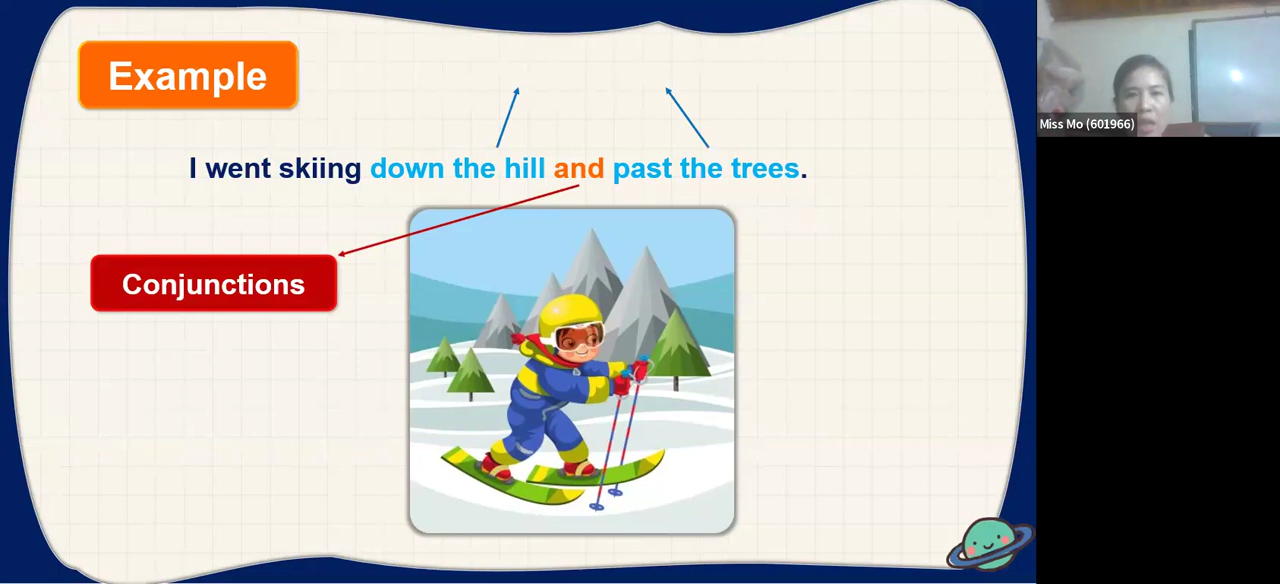 Example
I went skiing down the hill and past the trees.
Conjunctions
Miss Mo (601966)